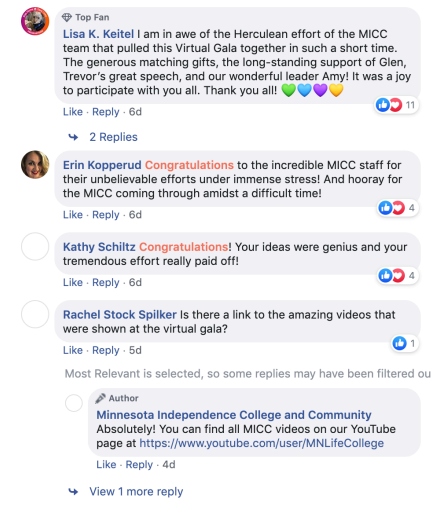 Top Fan
Lisa K. Keitel I am in awe of the Herculean effort of the MICC
team that pulled this Virtual Gala together in such a short time.
The generous matching gifts, the long-standing support of Glen,
Trevor's great speech, and our wonderful leader Amy! It was a joy
to participate with you all. Thank you all! 💚💙💜💛
11
Like · Reply · 6d
2 Replies
Erin Kopperud Congratulations to the incredible MICC staff for
their unbelievable efforts under immense stress! And hooray for
the MICC coming through amidst a difficult time!
4
Like · Reply · 6d
Kathy Schiltz Congratulations! Your ideas were genius and your
tremendous effort really paid off!
4
Like · Reply · 6d
Rachel Stock Spilker Is there a link to the amazing videos that
were shown at the virtual gala?
1
Like · Reply · 5d
Most Relevant is selected, so some replies may have been filtered ou
Author
Minnesota Independence College and Community
Absolutely! You can find all MICC videos on our YouTube
page at https://www.youtube.com/user/MNLifeCollege
Like · Reply · 4d
View 1 more reply